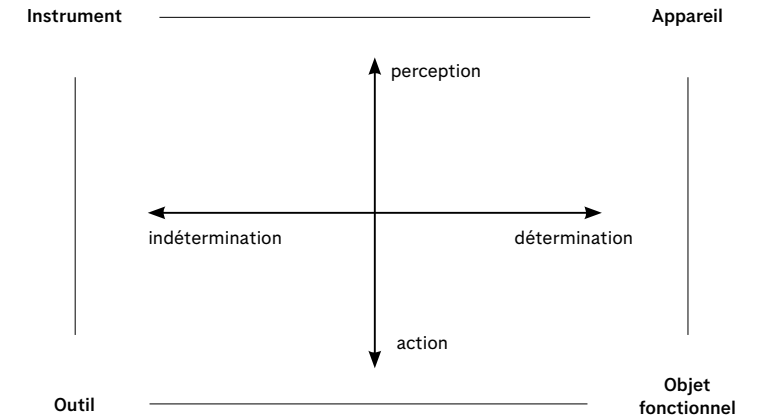 Instrument
Appareil
perception
indétermination
détermination
action
Outil
Objet
fonctionnel